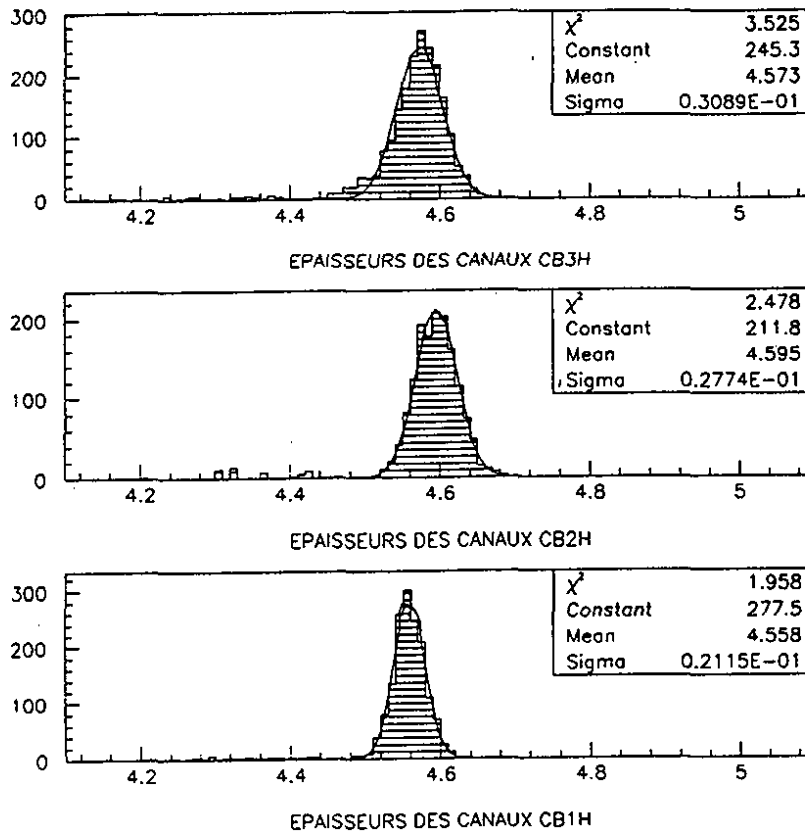 300
200
100
0
χ² 3.525
Constant 245.3
Mean 4.573
Sigma 0.3089E-01
4.2 4.4 4.6 4.8 5
EPAISSEURS DES CANAUX CB3H
200
100
0
χ² 2.478
Constant 211.8
Mean 4.595
Sigma 0.2774E-01
4.2 4.4 4.6 4.8 5
EPAISSEURS DES CANAUX CB2H
300
200
100
0
χ² 1.958
Constant 277.5
Mean 4.558
Sigma 0.2115E-01
4.2 4.4 4.6 4.8 5
EPAISSEURS DES CANAUX CB1H